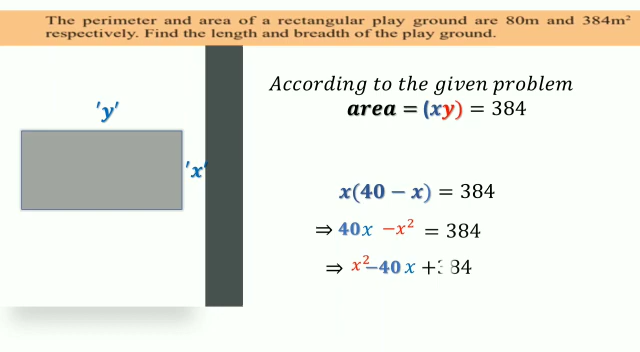 The perimeter and area of a rectangular play ground are 80m and 384m²
respectively. Find the length and breadth of the play ground.
According to the given problem
area = (xy) = 384
'y'
'x'
x(40 − x) = 384
⇒ 40x −x² = 384
⇒ x²−40x + 84